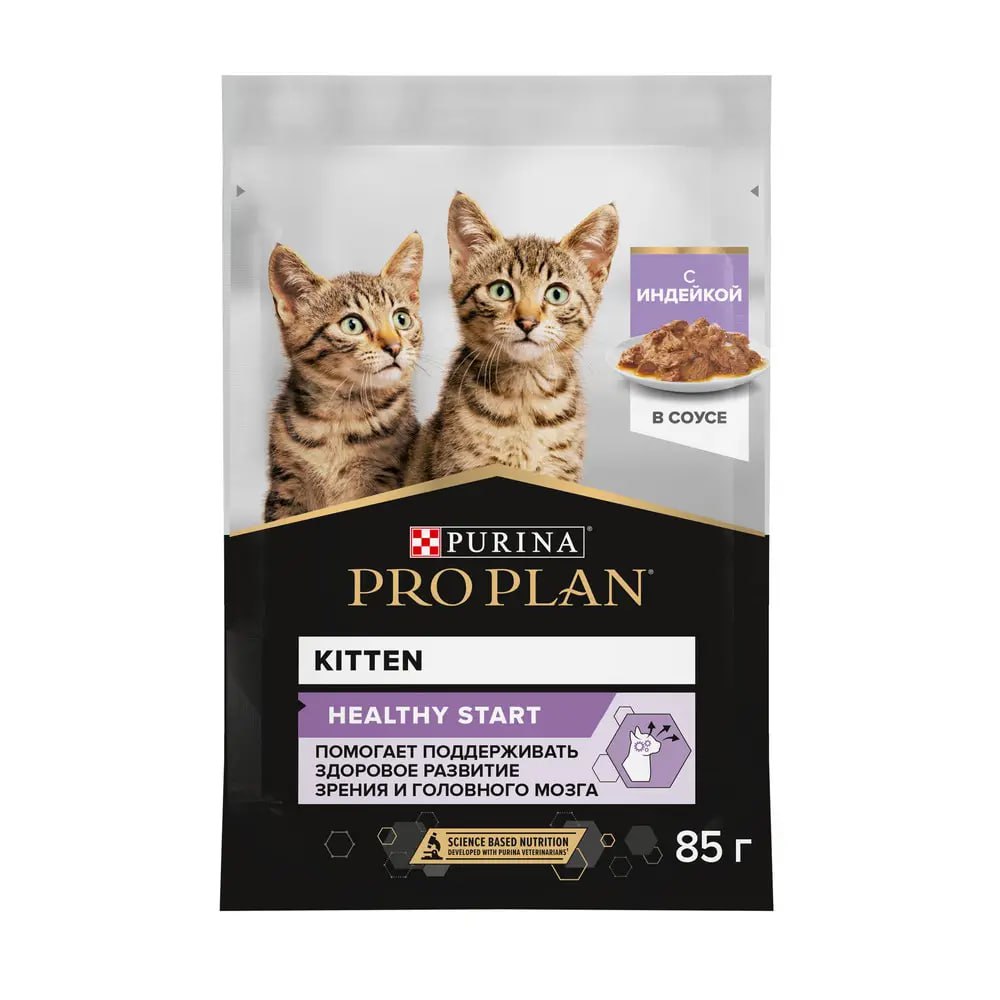 С
ИНДЕЙКОЙ
В СОУСЕ
PURINA®
PRO PLAN®
KITTEN
HEALTHY START
ПОМОГАЕТ ПОДДЕРЖИВАТЬ
ЗДОРОВОЕ РАЗВИТИЕ
ЗРЕНИЯ И ГОЛОВНОГО МОЗГА
SCIENCE BASED NUTRITION
DEVELOPED WITH PURINA VETERINARIANS¹
85 г